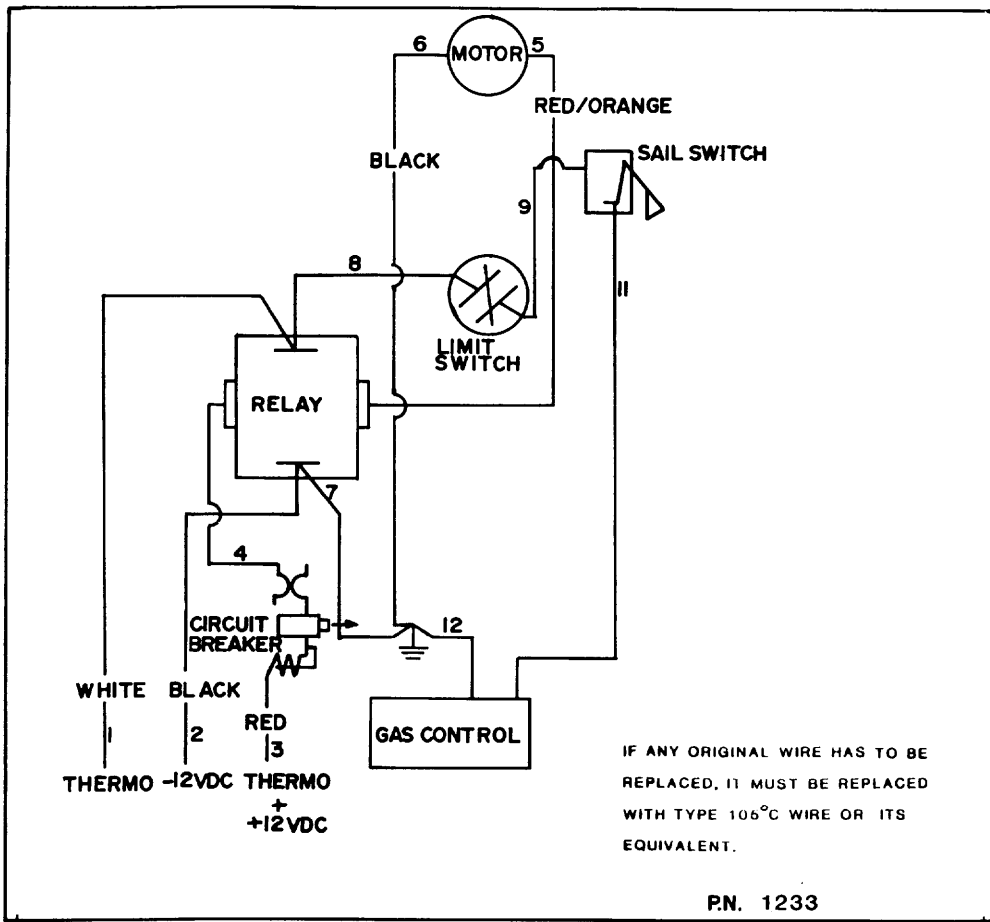 6
MOTOR
5
RED/ORANGE
BLACK
SAIL SWITCH
9
8
11
LIMIT
SWITCH
RELAY
7
4
CIRCUIT
BREAKER
12
WHITE
BLACK
RED
GAS CONTROL
1
2
3
THERMO
-12VDC
THERMO
+
+12VDC
IF ANY ORIGINAL WIRE HAS TO BE
REPLACED, IT MUST BE REPLACED
WITH TYPE 105°C WIRE OR ITS
EQUIVALENT.
P.N. 1233